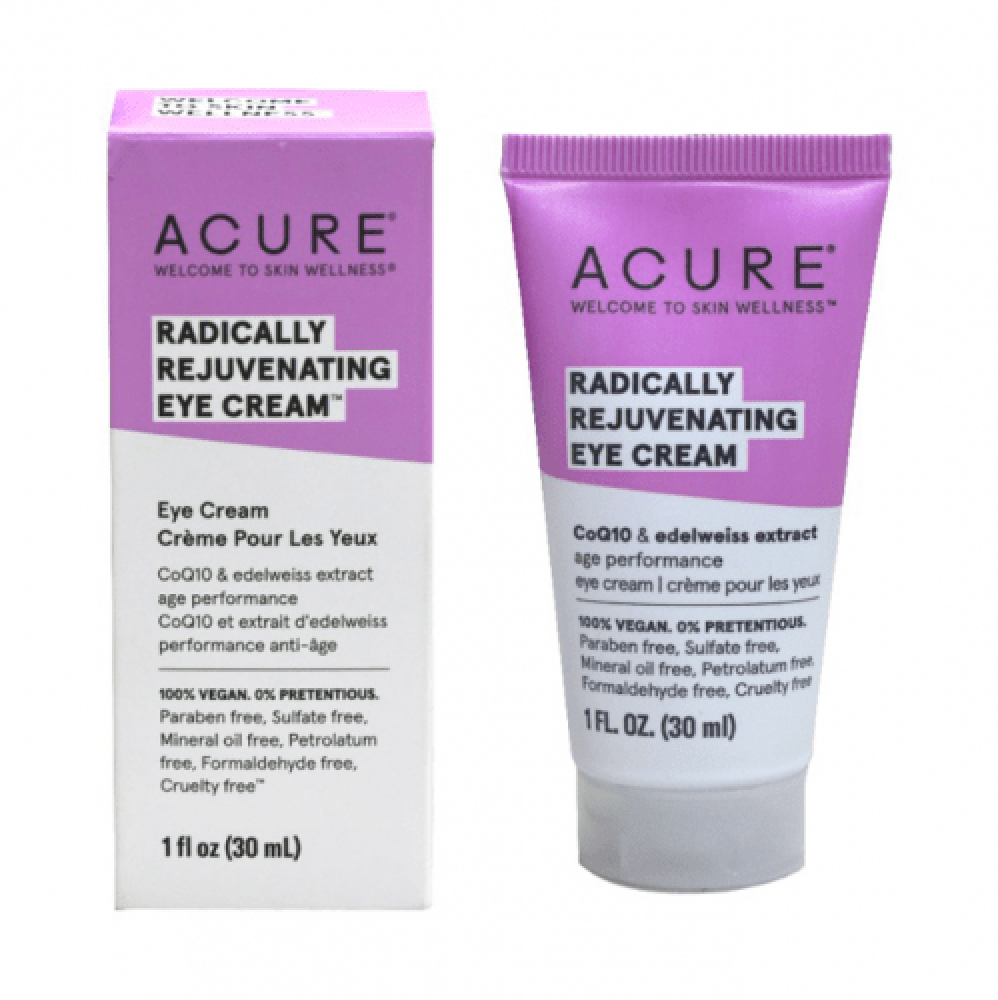 WELCOME
TO SKIN
WELLNESS
ACURE®
WELCOME TO SKIN WELLNESS®
RADICALLY
REJUVENATING
EYE CREAM™
Eye Cream
Crème Pour Les Yeux
CoQ10 & edelweiss extract
age performance
CoQ10 et extrait d'edelweiss
performance anti-âge
100% VEGAN. 0% PRETENTIOUS.
Paraben free, Sulfate free,
Mineral oil free, Petrolatum
free, Formaldehyde free,
Cruelty free™
1 fl oz (30 mL)
ACURE®
WELCOME TO SKIN WELLNESS™
RADICALLY
REJUVENATING
EYE CREAM
CoQ10 & edelweiss extract
age performance
eye cream | crème pour les yeux
100% VEGAN. 0% PRETENTIOUS.
Paraben free, Sulfate free,
Mineral oil free, Petrolatum free,
Formaldehyde free, Cruelty free
1 FL. OZ. (30 ml)